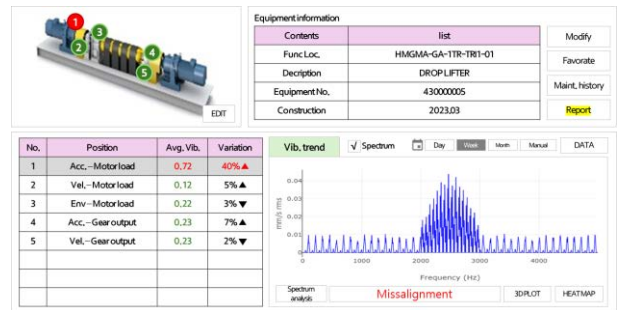 1
3
2
4
5
EDIT
Equipment information
Contents list
Func Loc, HMGMA-GA-1TR-TRI1-01
Decription DROP LIFTER
Equipment No, 430000005
Construction 2023,03
Modify
Favorate
Maint, history
Report
No, Position Avg, Vib, Variation
1 Acc,-Motor load 0,72 40%▲
2 Vel,-Motor load 0,12 5%▲
3 Env-Motor load 0,22 3%▼
4 Acc,-Gear output 0,23 7%▲
5 Vel,-Gear output 0,23 2%▼
Vib, trend √ Spectrum Day Week Month Manual DATA
0.04
0.03
0.02
0.01
0
mm/s rms
0 1000 2000 3000 4000
Frequency (Hz)
Spectrum analysis
Missalignment
3D PLOT
HEAT MAP